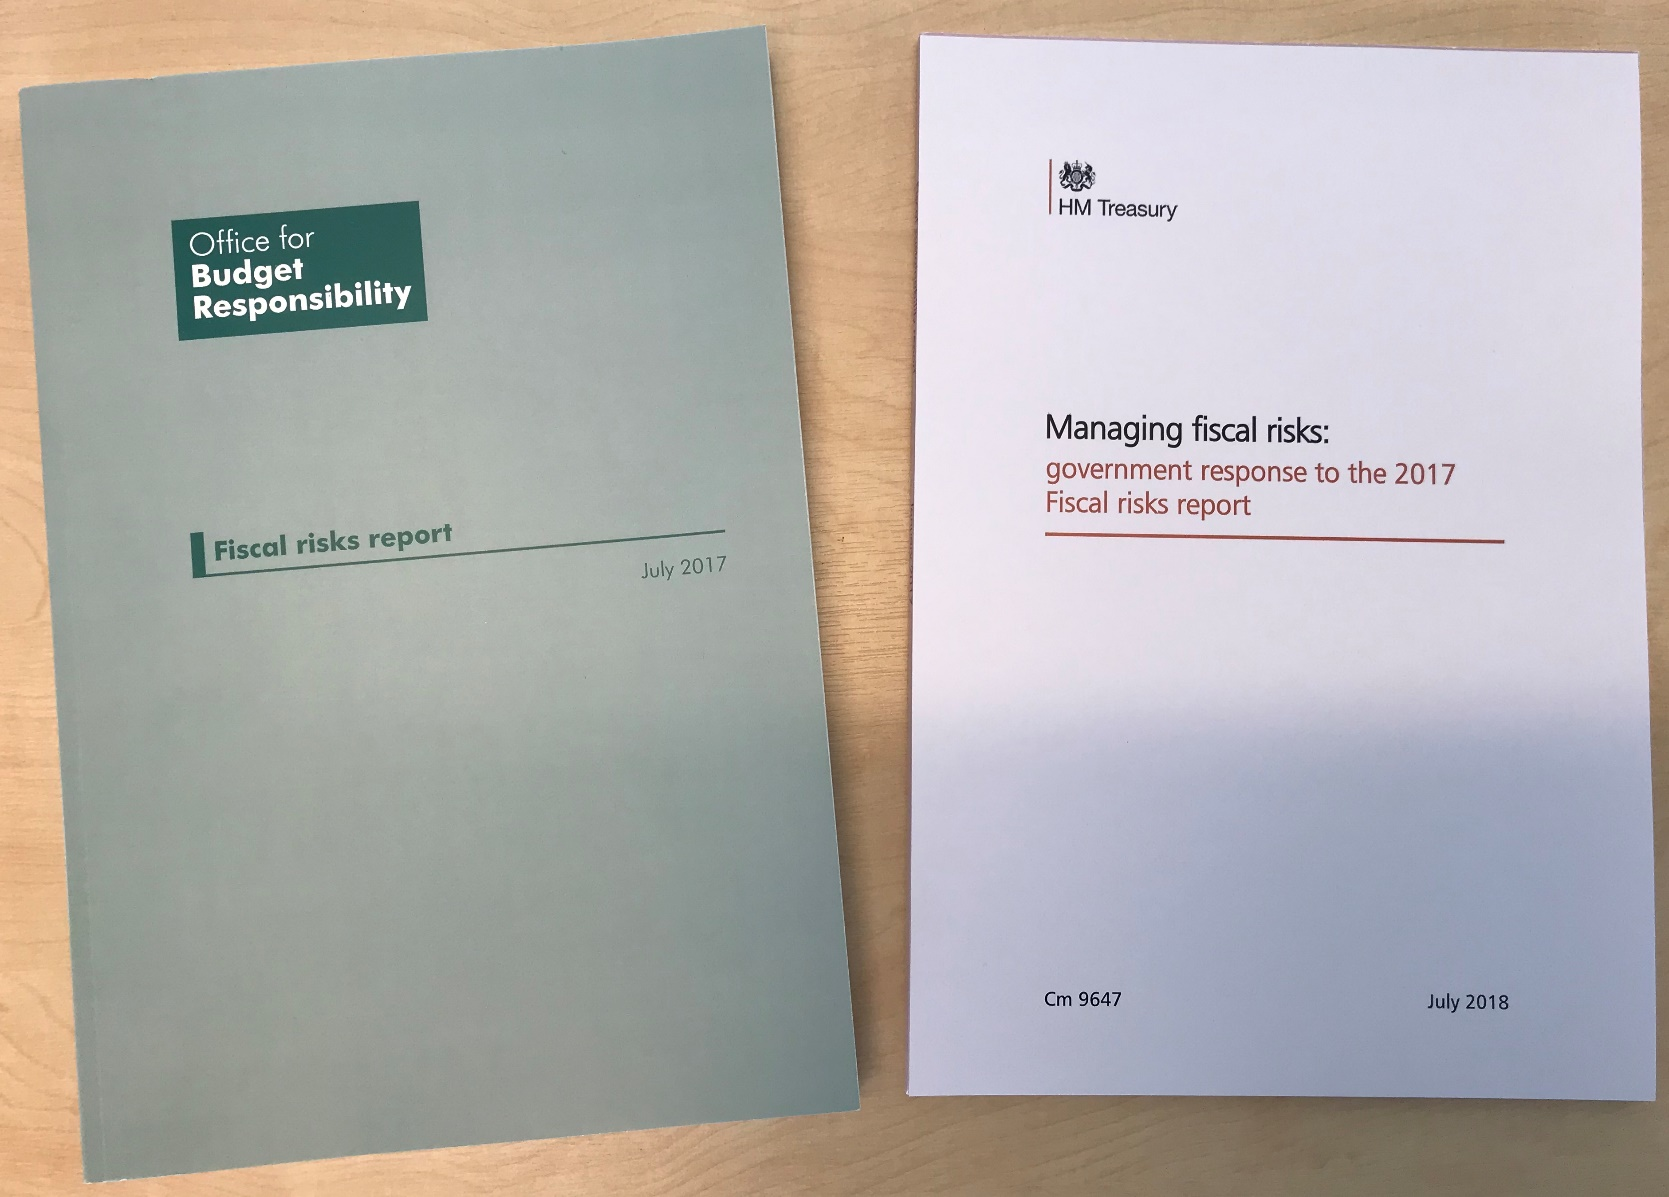 Office for
Budget
Responsibility
Fiscal risks report
July 2017
HM Treasury
Managing fiscal risks:
government response to the 2017
Fiscal risks report
Cm 9647
July 2018